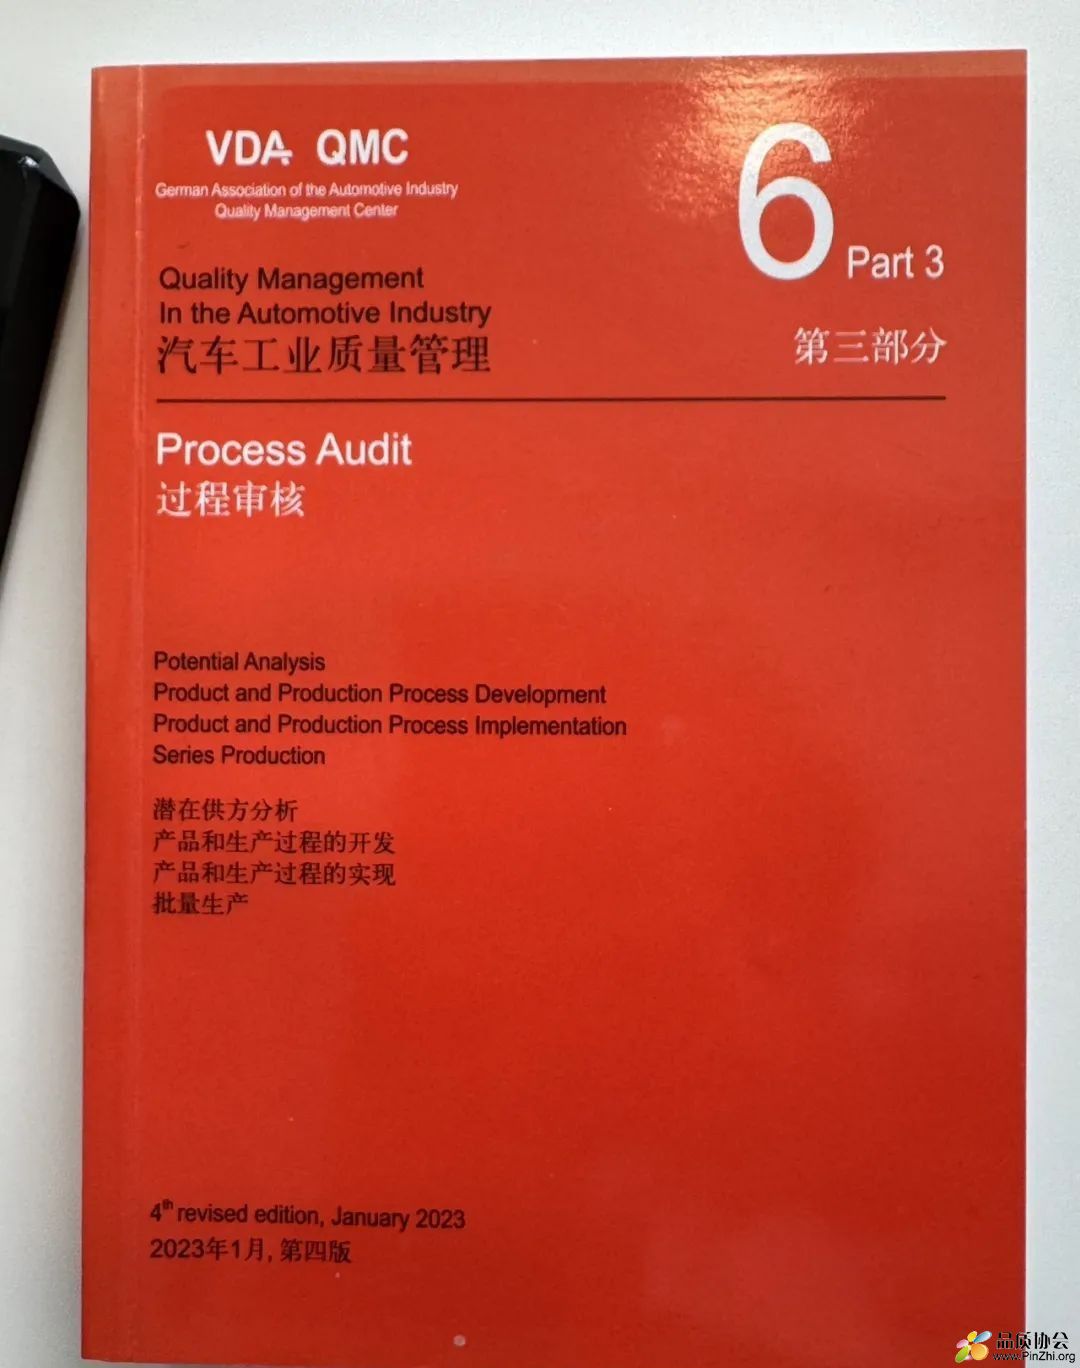 VDA QMC
German Association of the Automotive Industry
Quality Management Center
6 Part 3
第三部分
Quality Management
In the Automotive Industry
汽车工业质量管理
Process Audit
过程审核
Potential Analysis
Product and Production Process Development
Product and Production Process Implementation
Series Production
潜在供方分析
产品和生产过程的开发
产品和生产过程的实现
批量生产
4th revised edition, January 2023
2023年1月, 第四版
品质协会
www.PinZhi.org